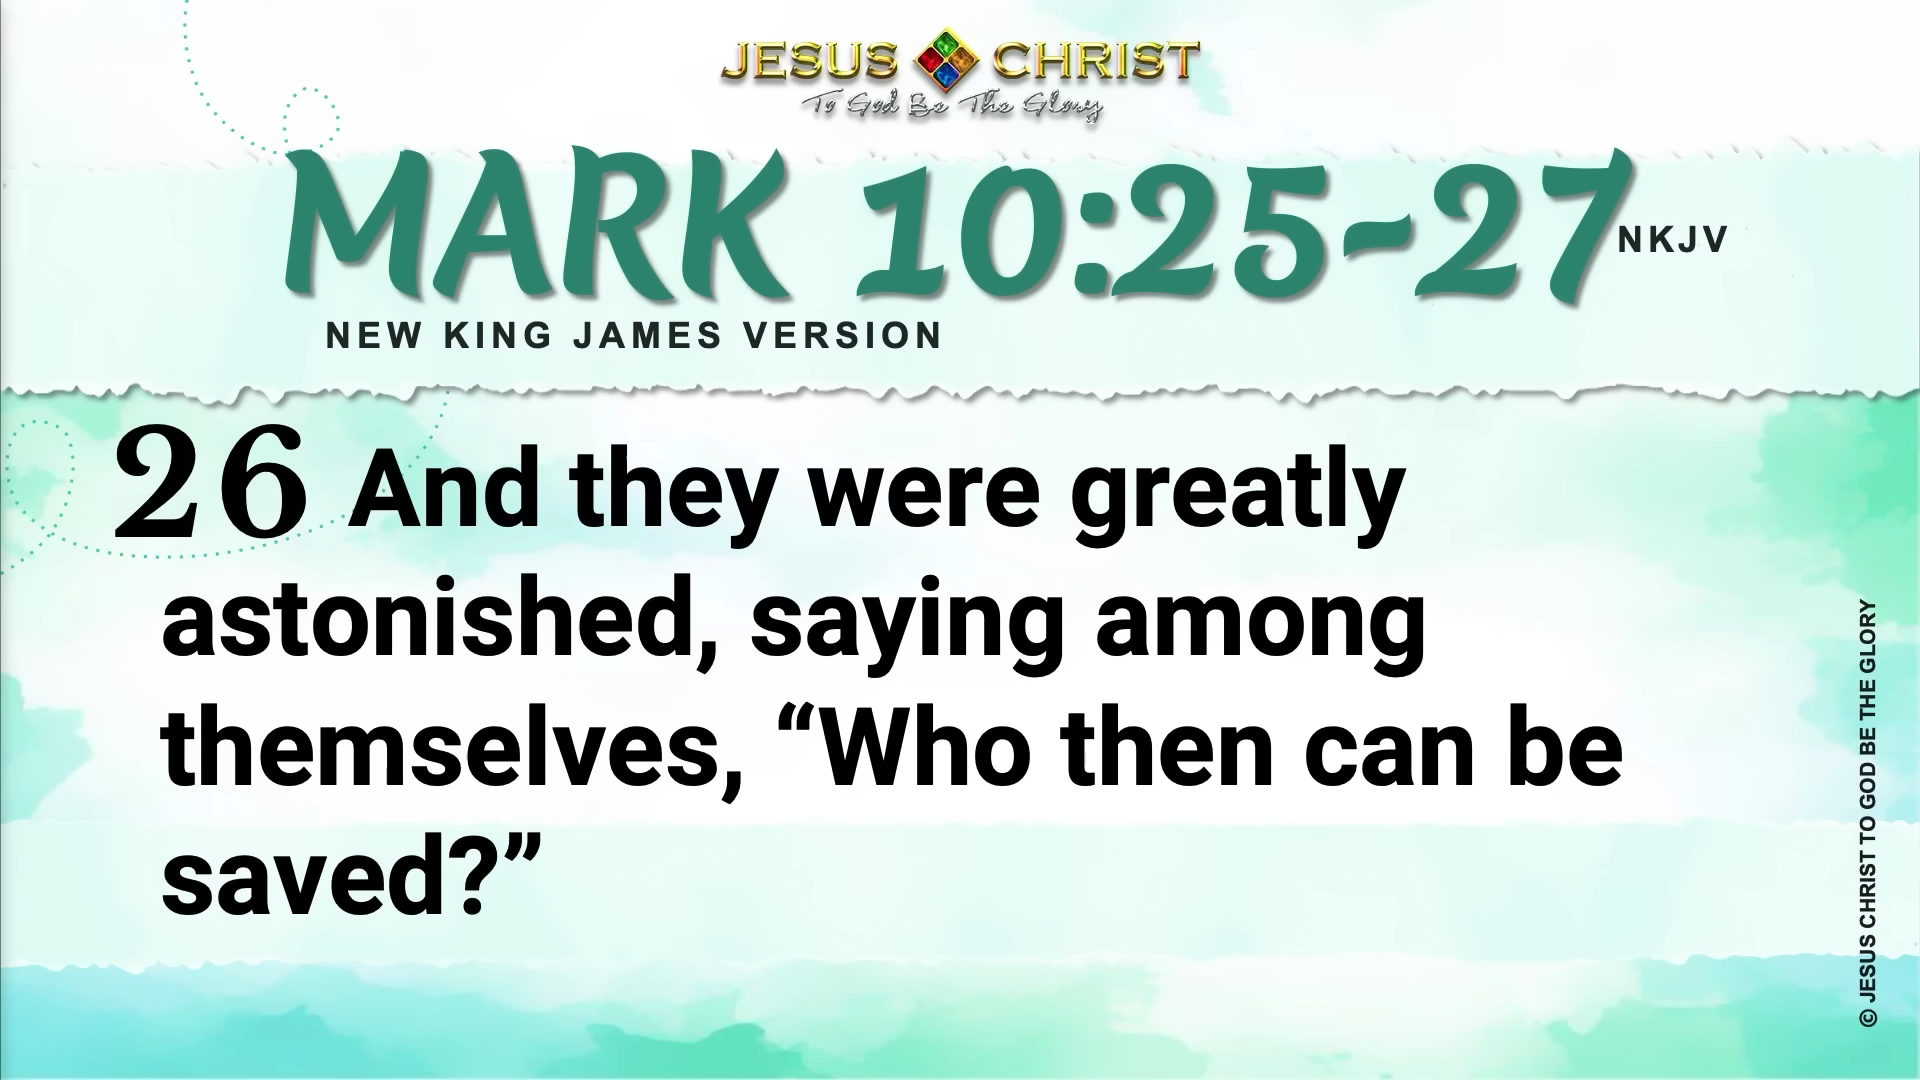 JESUS CHRIST
To God Be The Glory
MARK 10:25-27 NKJV
NEW KING JAMES VERSION
26 And they were greatly
astonished, saying among
themselves, “Who then can be
saved?”
© JESUS CHRIST TO GOD BE THE GLORY